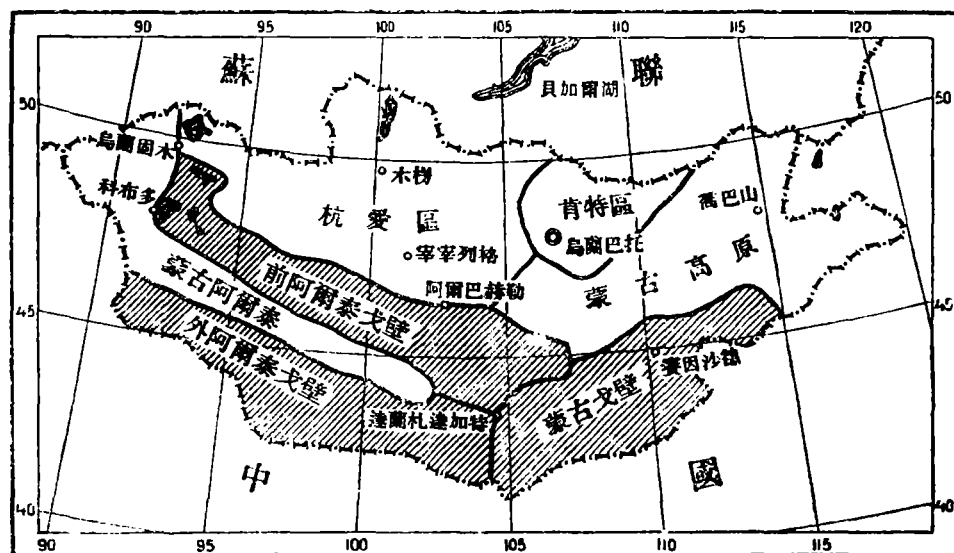 90 95 100 105 110 115 120
蘇 聯
貝加爾湖
50 50
烏蘭固木
科布多
木楞
杭愛區
肯特區
喬巴山
烏蘭巴托
宰宰列格
蒙古高原
阿爾巴赫勒
前阿爾泰戈壁
蒙古阿爾泰
45 45
外阿爾泰戈壁
賽因沙德
蒙古戈壁
達蘭札達加特
中 國
40 40
90 95 100 105 110 115